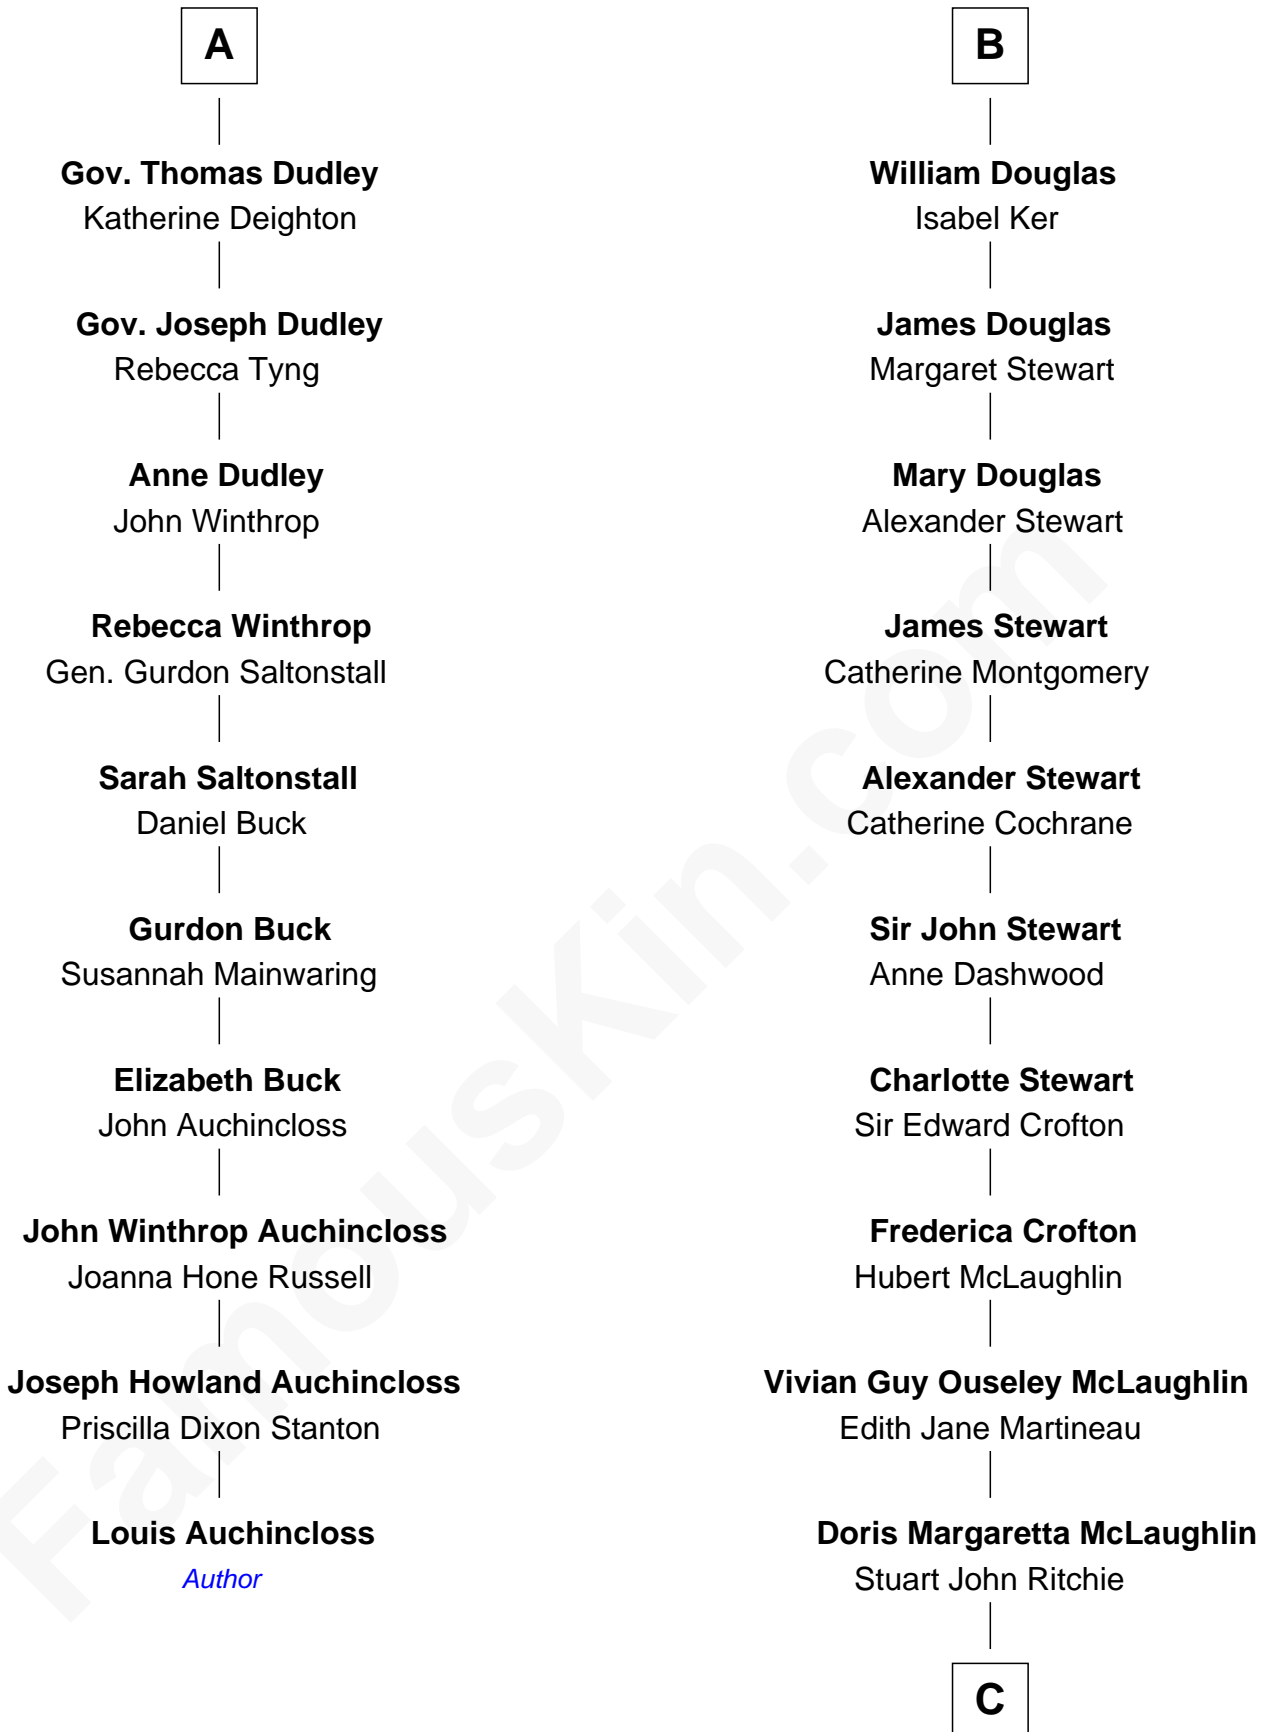 A
Gov. Thomas Dudley
Katherine Deighton
Gov. Joseph Dudley
Rebecca Tyng
Anne Dudley
John Winthrop
Rebecca Winthrop
Gen. Gurdon Saltonstall
Sarah Saltonstall
Daniel Buck
Gurdon Buck
Susannah Mainwaring
Elizabeth Buck
John Auchincloss
John Winthrop Auchincloss
Joanna Hone Russell
Joseph Howland Auchincloss
Priscilla Dixon Stanton
Louis Auchincloss
Author
B
William Douglas
Isabel Ker
James Douglas
Margaret Stewart
Mary Douglas
Alexander Stewart
James Stewart
Catherine Montgomery
Alexander Stewart
Catherine Cochrane
Sir John Stewart
Anne Dashwood
Charlotte Stewart
Sir Edward Crofton
Frederica Crofton
Hubert McLaughlin
Vivian Guy Ouseley McLaughlin
Edith Jane Martineau
Doris Margaretta McLaughlin
Stuart John Ritchie
C
FamousKin.com